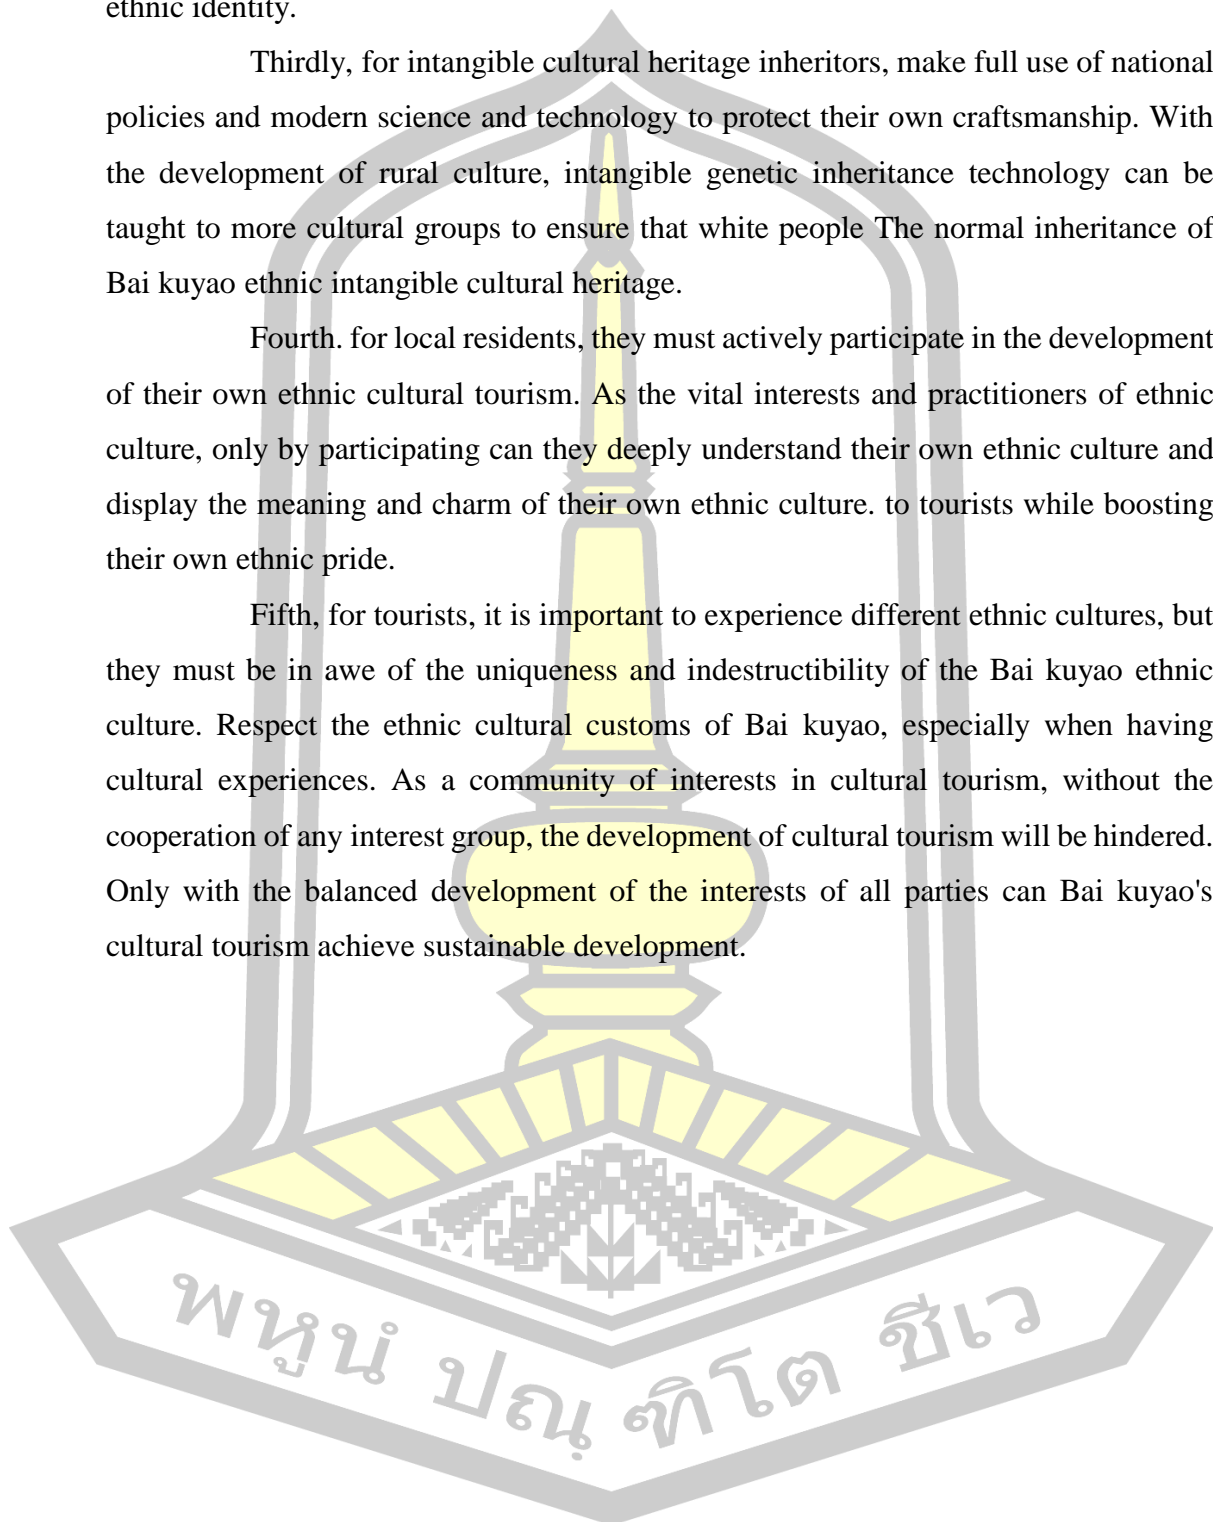 ethnic identity.
Thirdly, for intangible cultural heritage inheritors, make full use of national
policies and modern science and technology to protect their own craftsmanship. With
the development of rural culture, intangible genetic inheritance technology can be
taught to more cultural groups to ensure that white people The normal inheritance of
Bai kuyao ethnic intangible cultural heritage.
Fourth. for local residents, they must actively participate in the development
of their own ethnic cultural tourism. As the vital interests and practitioners of ethnic
culture, only by participating can they deeply understand their own ethnic culture and
display the meaning and charm of their own ethnic culture. to tourists while boosting
their own ethnic pride.
Fifth, for tourists, it is important to experience different ethnic cultures, but
they must be in awe of the uniqueness and indestructibility of the Bai kuyao ethnic
culture. Respect the ethnic cultural customs of Bai kuyao, especially when having
cultural experiences. As a community of interests in cultural tourism, without the
cooperation of any interest group, the development of cultural tourism will be hindered.
Only with the balanced development of the interests of all parties can Bai kuyao's
cultural tourism achieve sustainable development.
พหูนํ ปณฺฑิโต ชีเว